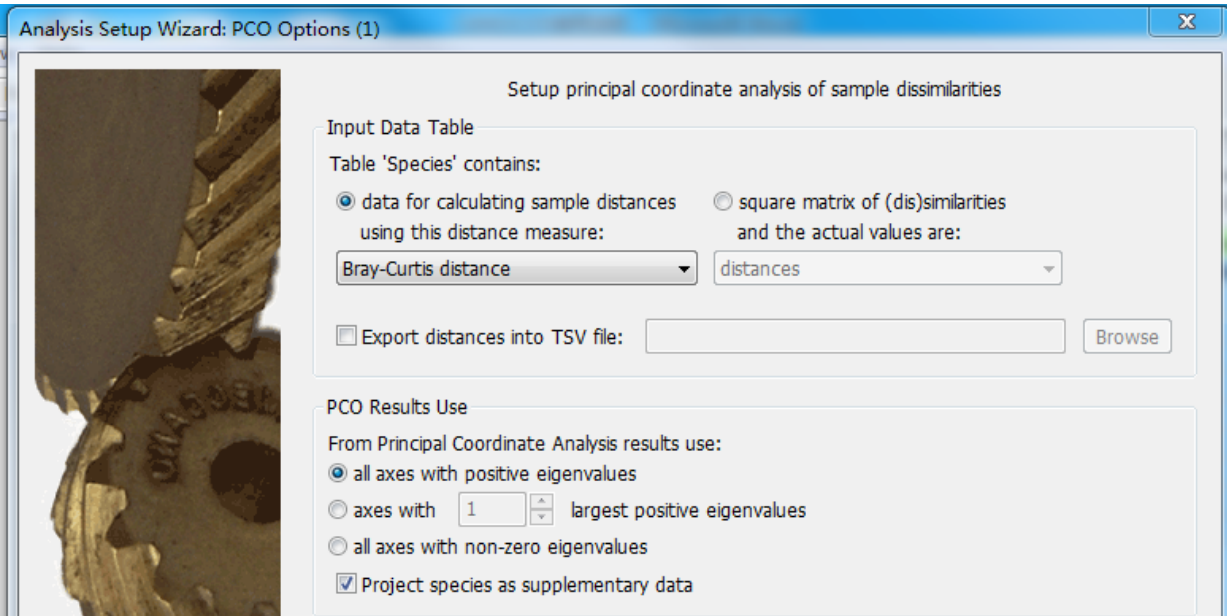 Analysis Setup Wizard: PCO Options (1)
Setup principal coordinate analysis of sample dissimilarities
Input Data Table
Table 'Species' contains:
data for calculating sample distances square matrix of (dis)similarities
using this distance measure: and the actual values are:
Bray-Curtis distance distances
Export distances into TSV file: Browse
PCO Results Use
From Principal Coordinate Analysis results use:
all axes with positive eigenvalues
axes with 1 largest positive eigenvalues
all axes with non-zero eigenvalues
Project species as supplementary data